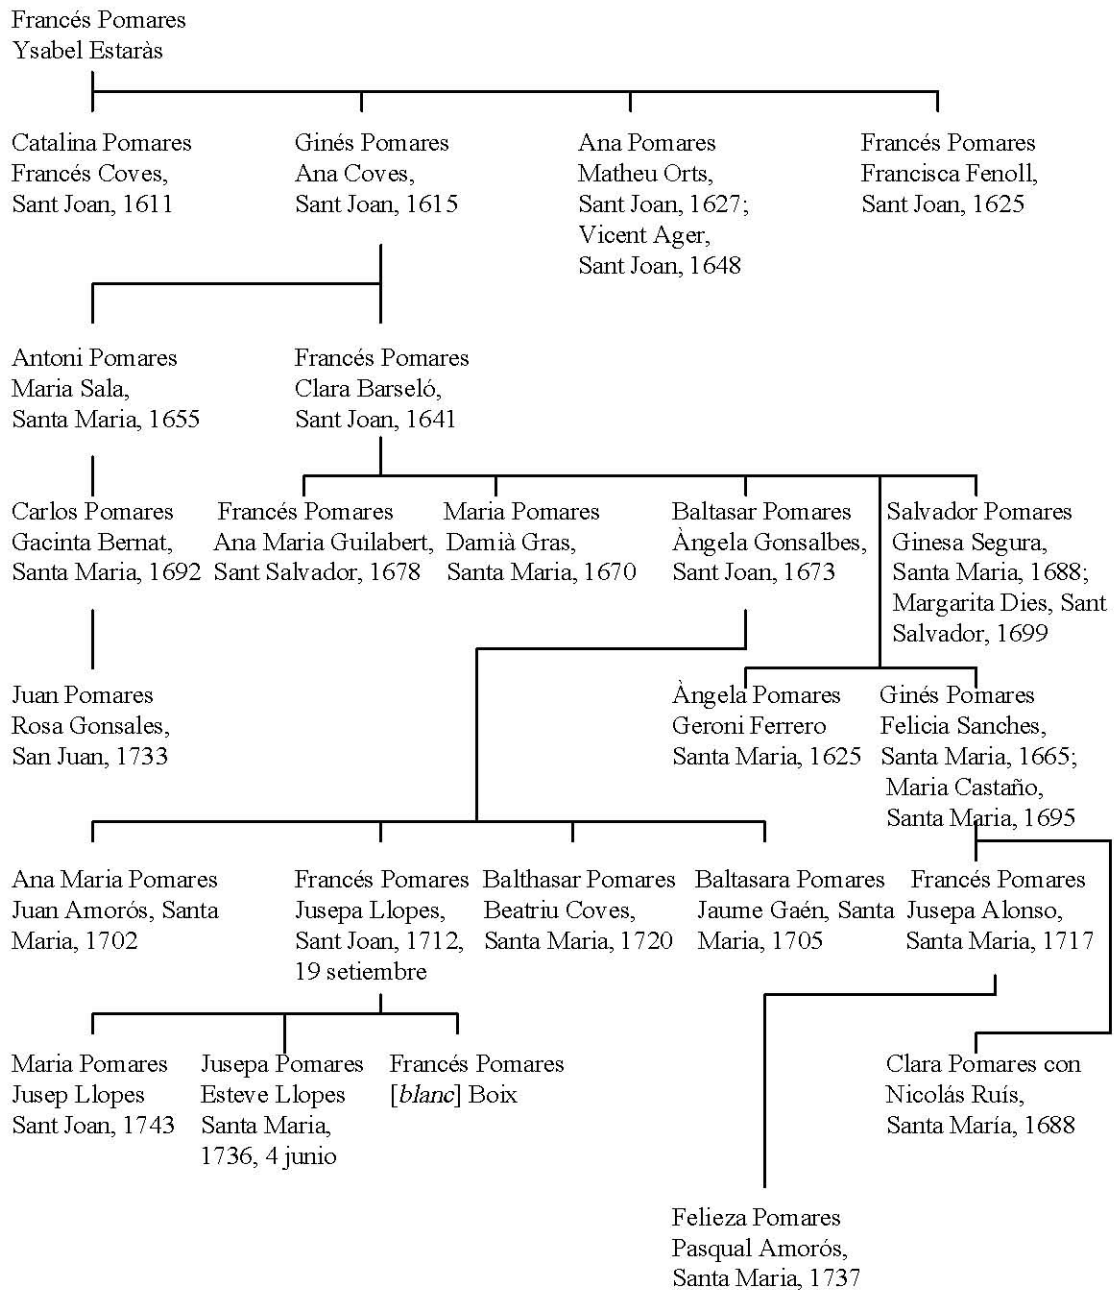 Francés Pomares
Ysabel Estaràs
Catalina Pomares
Francés Coves,
Sant Joan, 1611
Ginés Pomares
Ana Coves,
Sant Joan, 1615
Ana Pomares
Matheu Orts,
Sant Joan, 1627;
Vicent Ager,
Sant Joan, 1648
Francés Pomares
Francisca Fenoll,
Sant Joan, 1625
Antoni Pomares
Maria Sala,
Santa Maria, 1655
Francés Pomares
Clara Barseló,
Sant Joan, 1641
Carlos Pomares
Gacinta Bernat,
Santa Maria, 1692
Francés Pomares
Ana Maria Guilabert,
Sant Salvador, 1678
Maria Pomares
Damià Gras,
Santa Maria, 1670
Baltasar Pomares
Àngela Gonsalbes,
Sant Joan, 1673
Salvador Pomares
Ginesa Segura,
Santa Maria, 1688;
Margarita Dies, Sant
Salvador, 1699
Juan Pomares
Rosa Gonsales,
San Juan, 1733
Àngela Pomares
Geroni Ferrero
Santa Maria, 1625
Ginés Pomares
Felicia Sanches,
Santa Maria, 1665;
Maria Castaño,
Santa Maria, 1695
Ana Maria Pomares
Juan Amorós, Santa
Maria, 1702
Francés Pomares
Jusepa Llopes,
Sant Joan, 1712,
19 setiembre
Balthasar Pomares
Beatriu Coves,
Santa Maria, 1720
Baltasara Pomares
Jaume Gaén, Santa
Maria, 1705
Francés Pomares
Jusepa Alonso,
Santa Maria, 1717
Maria Pomares
Jusep Llopes
Sant Joan, 1743
Jusepa Pomares
Esteve Llopes
Santa Maria,
1736, 4 junio
Francés Pomares
[blanc] Boix
Clara Pomares con
Nicolás Ruís,
Santa María, 1688
Felieza Pomares
Pasqual Amorós,
Santa Maria, 1737